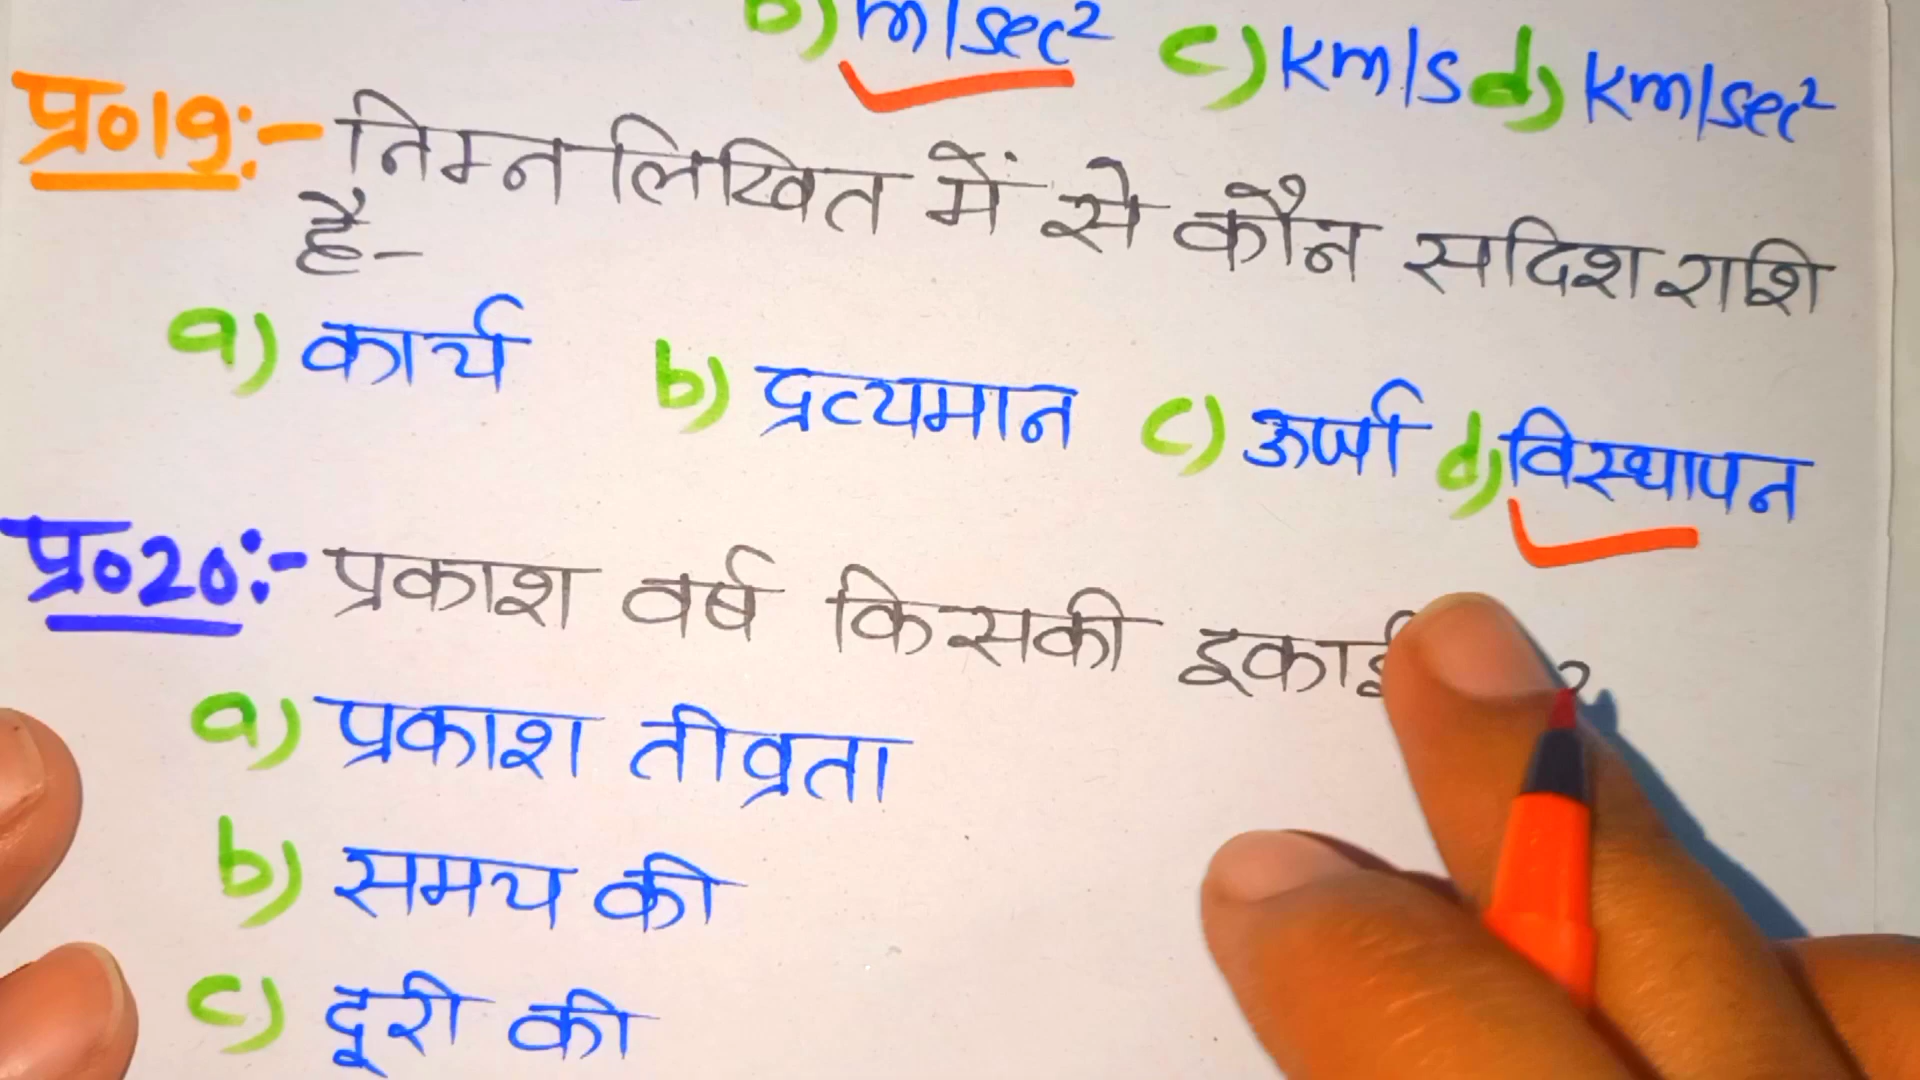 b) m/sec² c) km/s d) km/sec²
प्र०19:- निम्न लिखित में से कौन सदिश राशि
है-
a) कार्य b) द्रव्यमान c) ऊर्जा d) विस्थापन
प्र०20:- प्रकाश वर्ष किसकी इकाई
a) प्रकाश तीव्रता
b) समय की
c) दूरी की